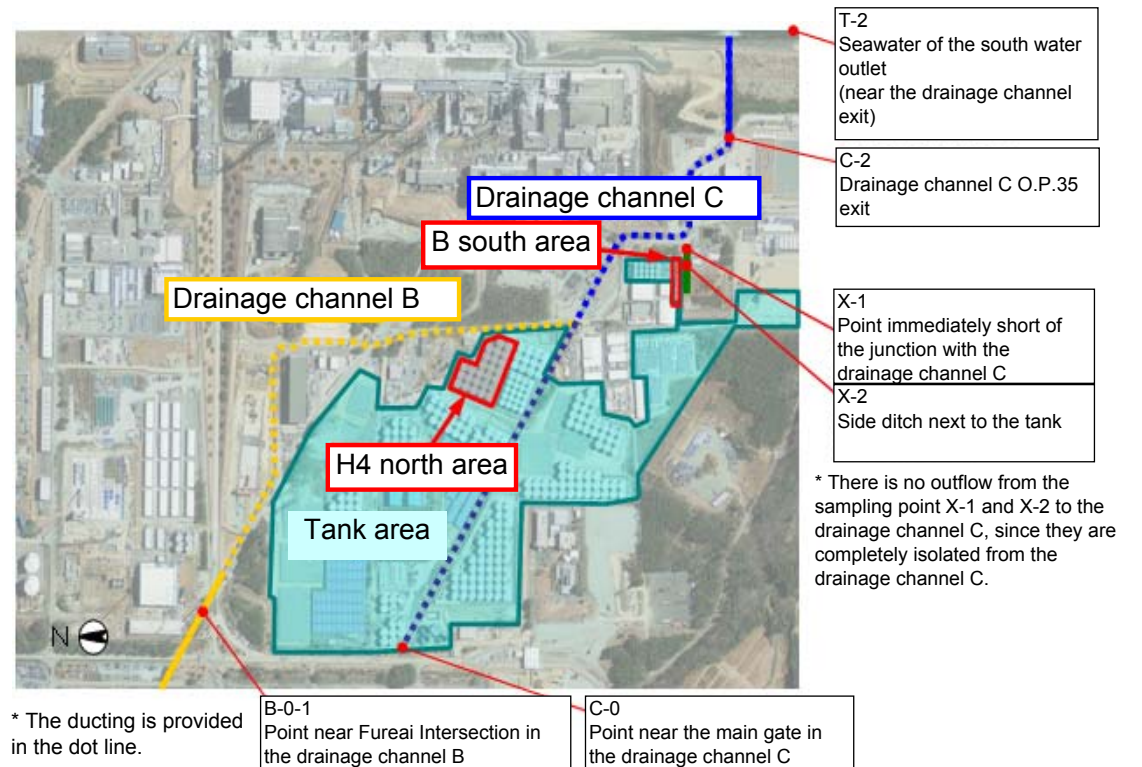 T-2
Seawater of the south water
outlet
(near the drainage channel
exit)
C-2
Drainage channel C O.P.35
exit
Drainage channel C
B south area
Drainage channel B
X-1
Point immediately short of
the junction with the
drainage channel C
X-2
Side ditch next to the tank
H4 north area
* There is no outflow from the
sampling point X-1 and X-2 to the
drainage channel C, since they are
completely isolated from the
drainage channel C.
Tank area
N
* The ducting is provided
in the dot line.
B-0-1
Point near Fureai Intersection in
the drainage channel B
C-0
Point near the main gate in
the drainage channel C